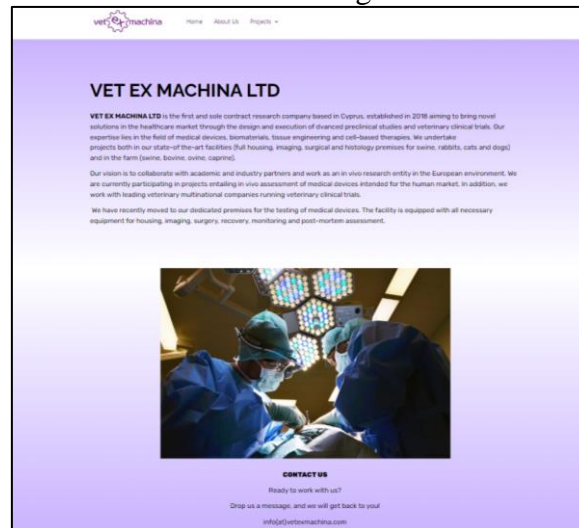 vet ex machina
Home About Us Projects
VET EX MACHINA LTD
VET EX MACHINA LTD is the first and sole contract research company based in Cyprus, established in 2018 aiming to bring novel
solutions in the healthcare market through the design and execution of dvanced preclinical studies and veterinary clinical trials. Our
expertise lies in the field of medical devices, biomaterials, tissue engineering and cell-based therapies. We undertake
projects both in our state-of-the-art facilities (full housing, imaging, surgical and histology premises for swine, rabbits, cats and dogs)
and in the farm (swine, bovine, ovine, caprine).
Our vision is to collaborate with academic and industry partners and work as an in vivo research entity in the European environment. We
are currently participating in projects entailing in vivo assessment of medical devices intended for the human market. In addition, we
work with leading veterinary multinational companies running veterinary clinical trials.
We have recently moved to our dedicated premises for the testing of medical devices. The facility is equipped with all necessary
equipment for housing, imaging, surgery, recovery, monitoring and post-mortem assessment.
CONTACT US
Ready to work with us?
Drop us a message, and we will get back to you!
info(at)vetexmachina.com